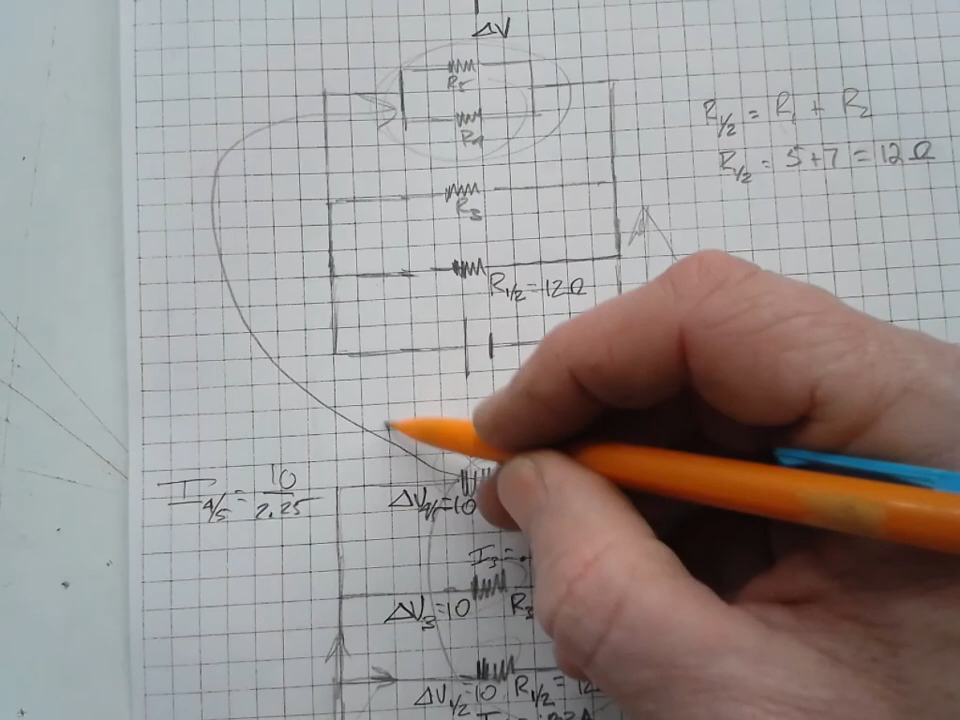 ΔV
R5
R4
R1/2 = R1 + R2
R1/2 = 5+7 = 12 Ω
R3
R1/2 = 12Ω
I4/5 = 10/2.25
ΔV4/5 = 10
I3 = .
ΔV3 = 10 R3
ΔV1/2 = 10 R1/2 = 12